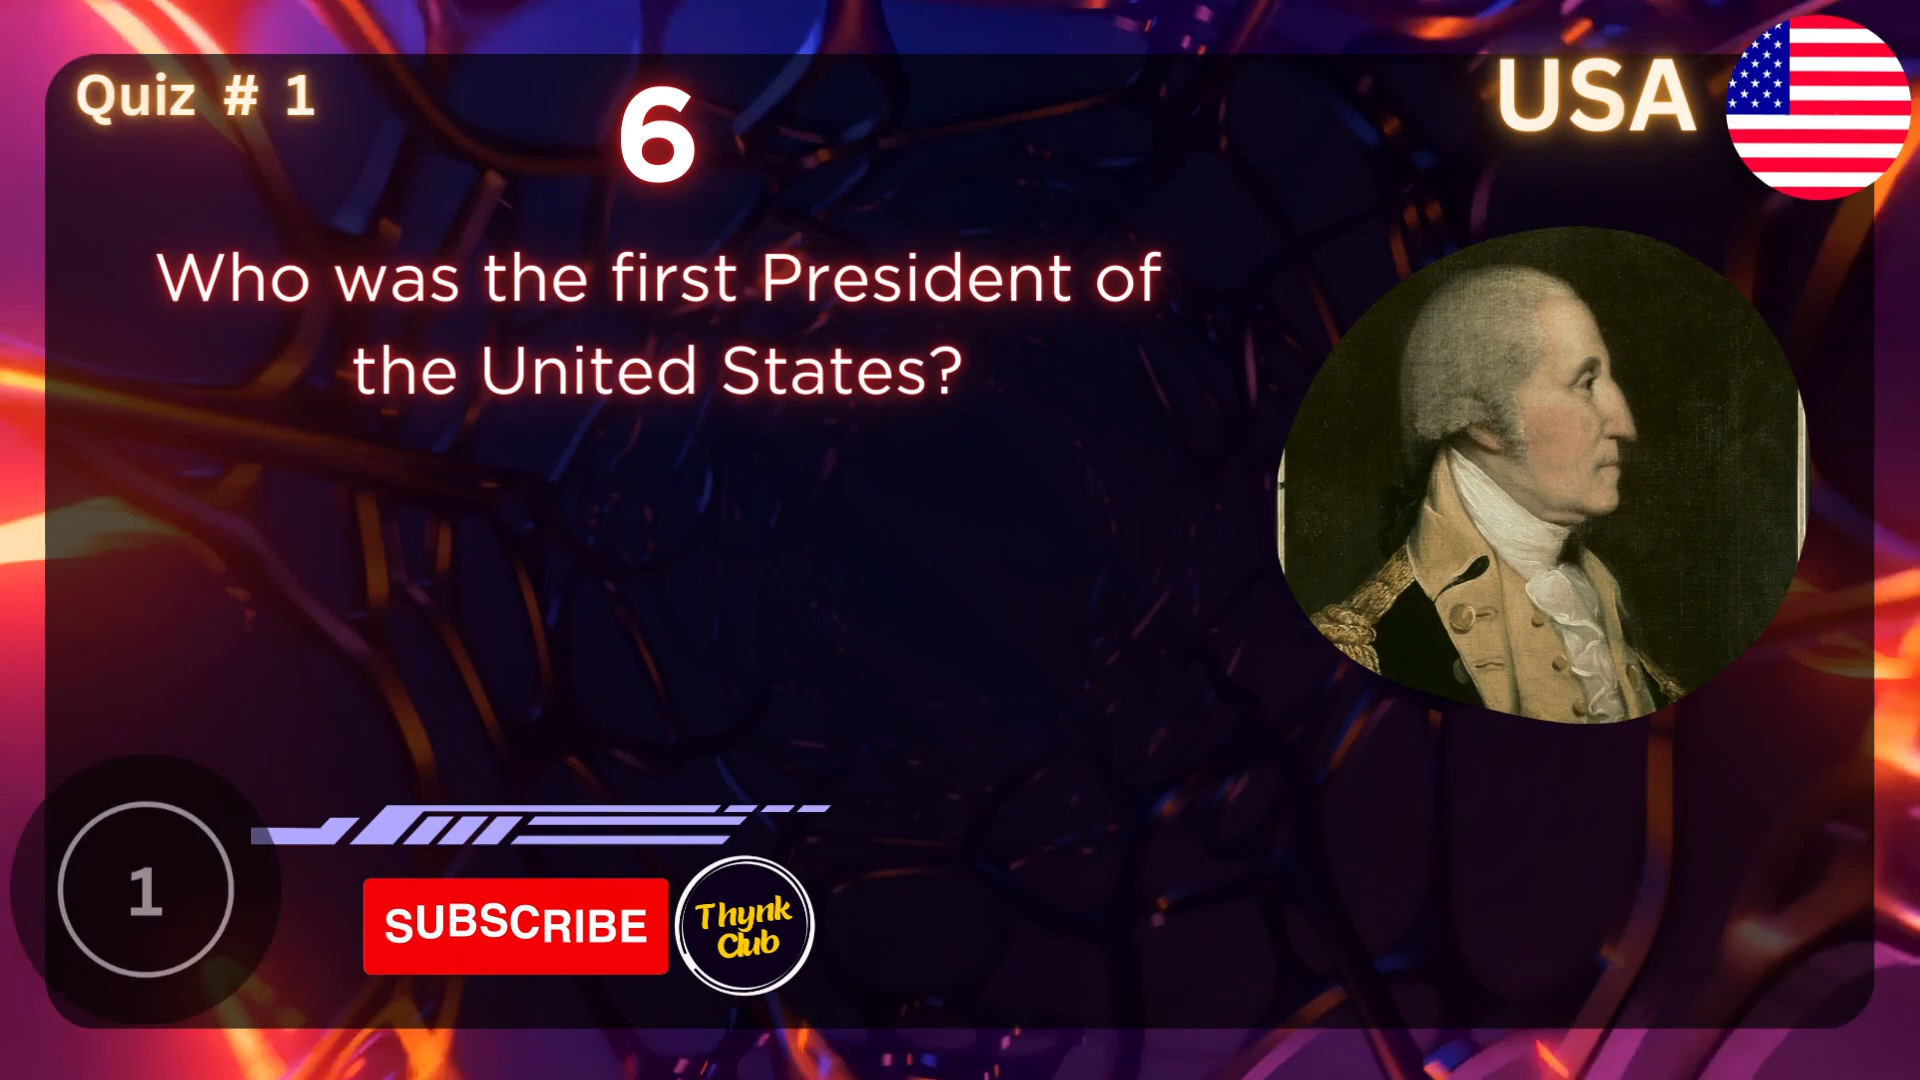 Quiz # 1
6
USA
Who was the first President of
the United States?
1
SUBSCRIBE
Thynk
Club